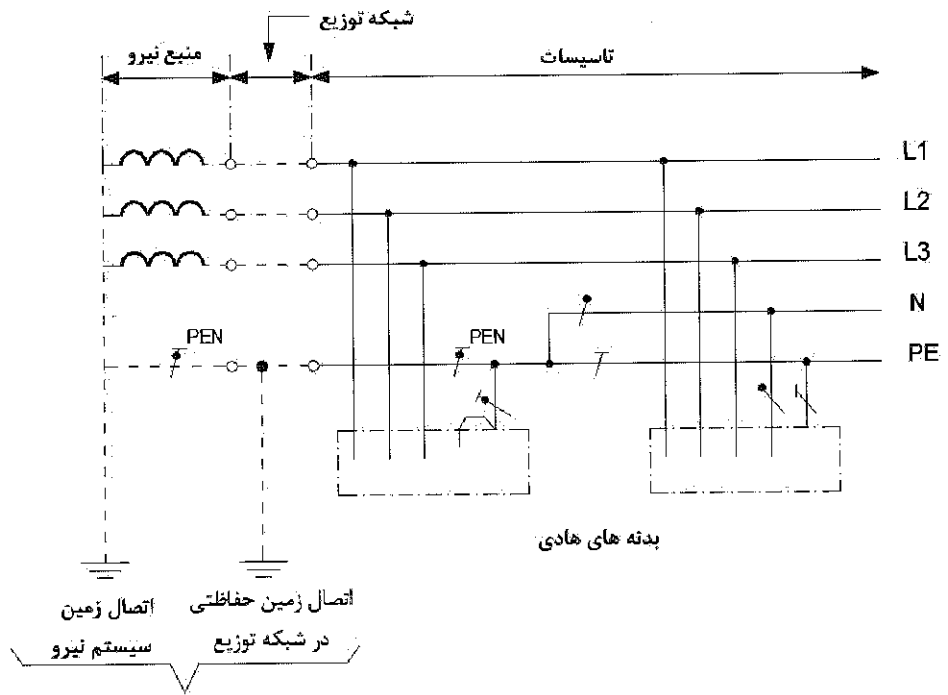 شبکه توزیع
منبع نیرو
تاسیسات
L1
L2
L3
N
PEN
PEN
PE
بدنه های هادی
اتصال زمین حفاظتی
در شبکه توزیع
اتصال زمین
سیستم نیرو